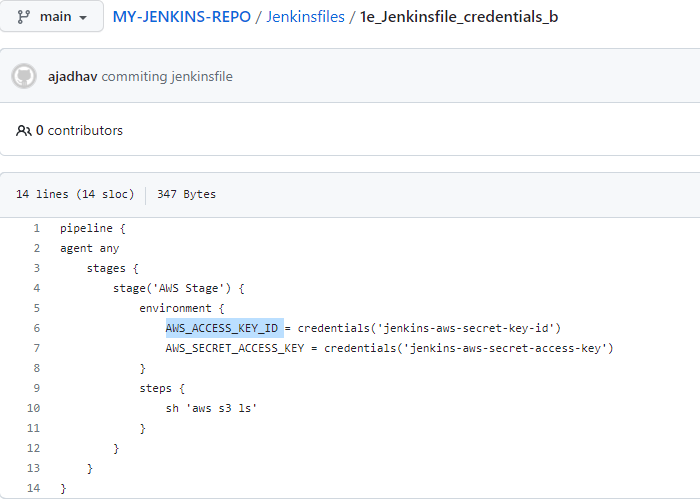 main
MY-JENKINS-REPO / Jenkinsfiles / 1e_Jenkinsfile_credentials_b
ajadhav commiting jenkinsfile
0 contributors
14 lines (14 sloc) 347 Bytes
1 pipeline {
2 agent any
3 stages {
4 stage('AWS Stage') {
5 environment {
6 AWS_ACCESS_KEY_ID = credentials('jenkins-aws-secret-key-id')
7 AWS_SECRET_ACCESS_KEY = credentials('jenkins-aws-secret-access-key')
8 }
9 steps {
10 sh 'aws s3 ls'
11 }
12 }
13 }
14 }